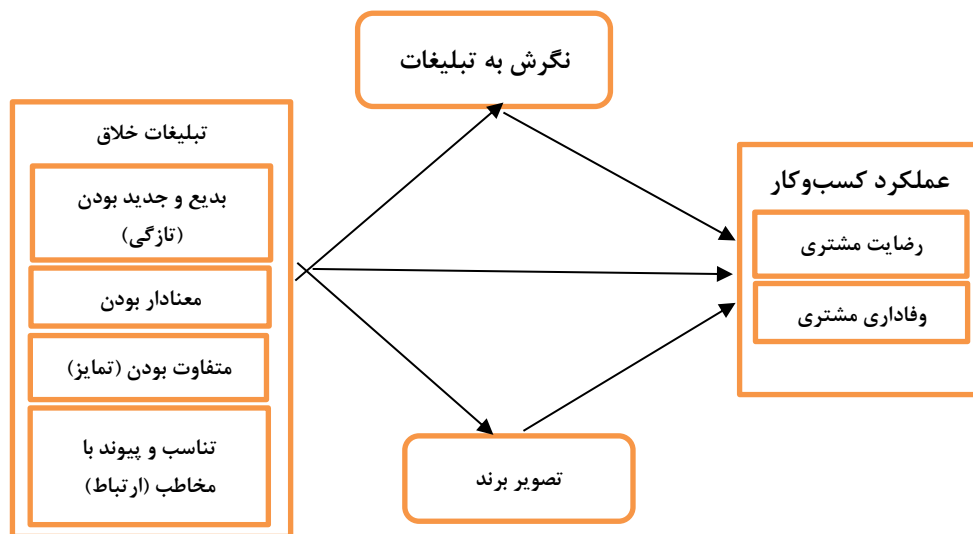 نگرش به تبلیغات
تبلیغات خلاق
بدیع و جدید بودن
(تازگی)
معنادار بودن
متفاوت بودن (تمایز)
تناسب و پیوند با
مخاطب (ارتباط)
عملکرد کسب‌وکار
رضایت مشتری
وفاداری مشتری
تصویر برند